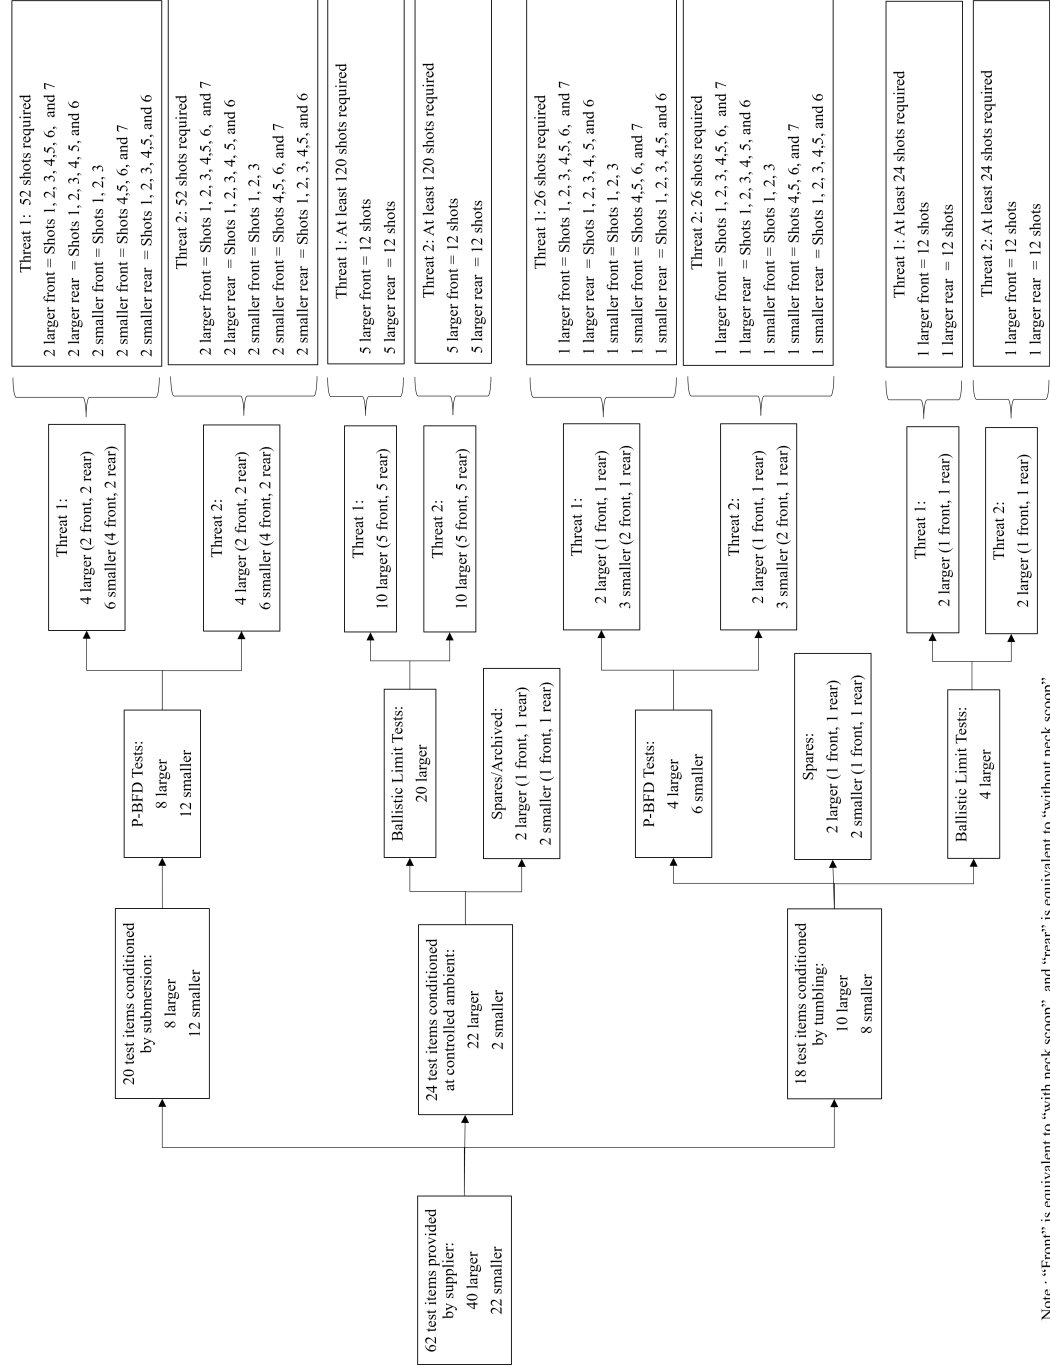 62 test items provided
by supplier:
40 larger
22 smaller
20 test items conditioned
by submersion:
8 larger
12 smaller
24 test items conditioned
at controlled ambient:
22 larger
2 smaller
18 test items conditioned
by tumbling:
10 larger
8 smaller
P-BFD Tests:
8 larger
12 smaller
Ballistic Limit Tests:
20 larger
Spares/Archived:
2 larger (1 front, 1 rear)
2 smaller (1 front, 1 rear)
P-BFD Tests:
4 larger
6 smaller
Spares:
2 larger (1 front, 1 rear)
2 smaller (1 front, 1 rear)
Ballistic Limit Tests:
4 larger
Threat 1:
4 larger (2 front, 2 rear)
6 smaller (4 front, 2 rear)
Threat 2:
4 larger (2 front, 2 rear)
6 smaller (4 front, 2 rear)
Threat 1:
10 larger (5 front, 5 rear)
Threat 2:
10 larger (5 front, 5 rear)
Threat 1:
2 larger (1 front, 1 rear)
3 smaller (2 front, 1 rear)
Threat 2:
2 larger (1 front, 1 rear)
3 smaller (2 front, 1 rear)
Threat 1:
2 larger (1 front, 1 rear)
Threat 2:
2 larger (1 front, 1 rear)
Threat 1: 52 shots required
2 larger front = Shots 1, 2, 3, 4,5, 6, and 7
2 larger rear = Shots 1, 2, 3, 4, 5, and 6
2 smaller front = Shots 1, 2, 3
2 smaller front = Shots 4,5, 6, and 7
2 smaller rear = Shots 1, 2, 3, 4,5, and 6
Threat 2: 52 shots required
2 larger front = Shots 1, 2, 3, 4,5, 6, and 7
2 larger rear = Shots 1, 2, 3, 4, 5, and 6
2 smaller front = Shots 1, 2, 3
2 smaller front = Shots 4,5, 6, and 7
2 smaller rear = Shots 1, 2, 3, 4,5, and 6
Threat 1: At least 120 shots required
5 larger front = 12 shots
5 larger rear = 12 shots
Threat 2: At least 120 shots required
5 larger front = 12 shots
5 larger rear = 12 shots
Threat 1: 26 shots required
1 larger front = Shots 1, 2, 3, 4,5, 6, and 7
1 larger rear = Shots 1, 2, 3, 4, 5, and 6
1 smaller front = Shots 1, 2, 3
1 smaller front = Shots 4,5, 6, and 7
1 smaller rear = Shots 1, 2, 3, 4,5, and 6
Threat 2: 26 shots required
1 larger front = Shots 1, 2, 3, 4,5, 6, and 7
1 larger rear = Shots 1, 2, 3, 4, 5, and 6
1 smaller front = Shots 1, 2, 3
1 smaller front = Shots 4,5, 6, and 7
1 smaller rear = Shots 1, 2, 3, 4,5, and 6
Threat 1: At least 24 shots required
1 larger front = 12 shots
1 larger rear = 12 shots
Threat 2: At least 24 shots required
1 larger front = 12 shots
1 larger rear = 12 shots
Note : “Front” is equivalent to “with neck scoop”, and “rear” is equivalent to “without neck scoop”